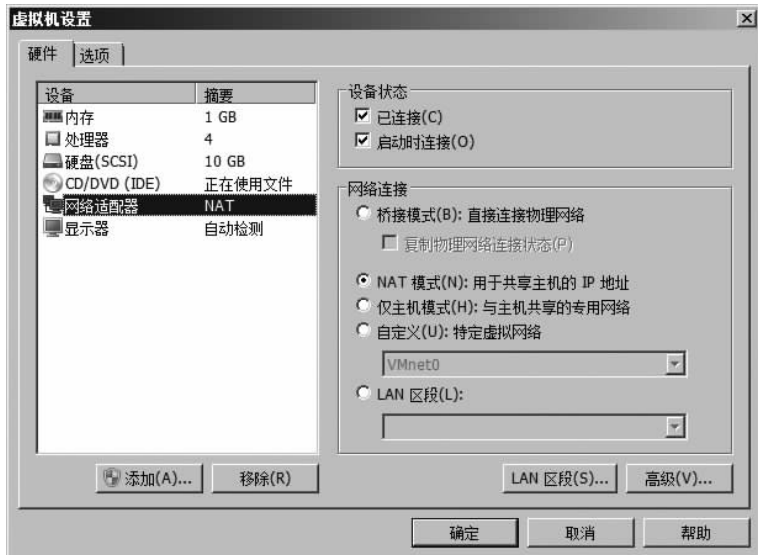 虚拟机设置
硬件 选项
设备 摘要
内存 1 GB
处理器 4
硬盘(SCSI) 10 GB
CD/DVD (IDE) 正在使用文件
网络适配器 NAT
显示器 自动检测
添加(A)... 移除(R)
设备状态
已连接(C)
启动时连接(O)
网络连接
桥接模式(B): 直接连接物理网络
复制物理网络连接状态(P)
NAT 模式(N): 用于共享主机的 IP 地址
仅主机模式(H): 与主机共享的专用网络
自定义(U): 特定虚拟网络
VMnet0
LAN 区段(L):
LAN 区段(S)... 高级(V)...
确定 取消 帮助